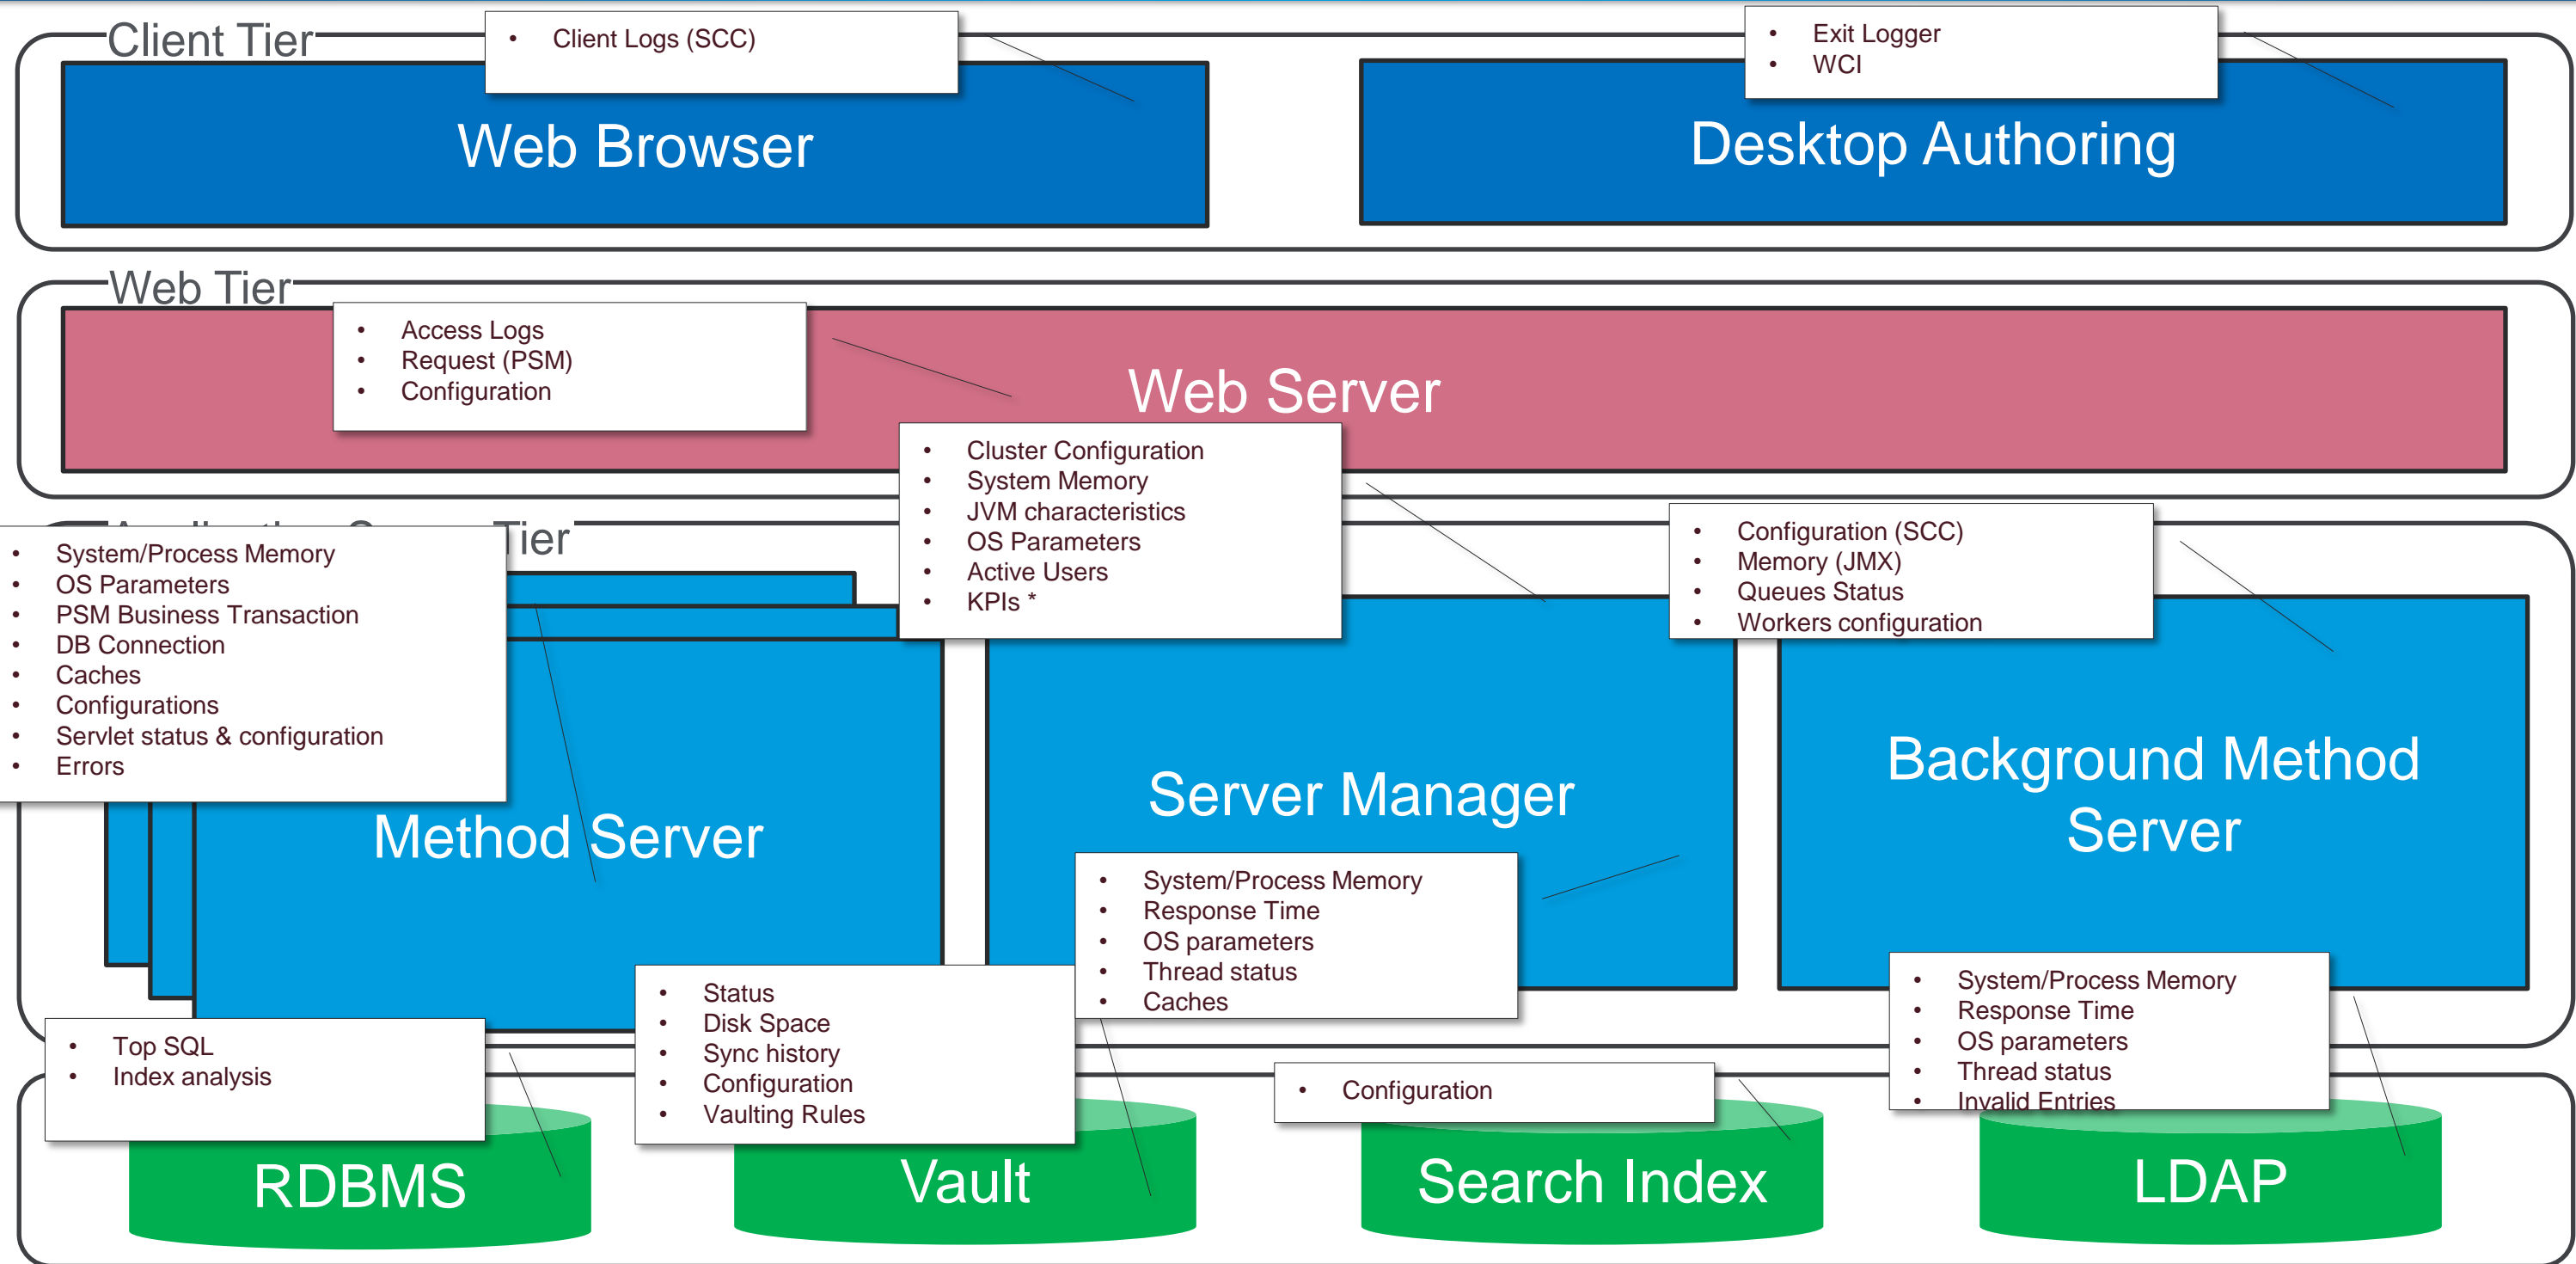 Client Tier
• Client Logs (SCC)
• Exit Logger
• WCI
Web Browser
Desktop Authoring
Web Tier
• Access Logs
• Request (PSM)
• Configuration
Web Server
• Cluster Configuration
• System Memory
• JVM characteristics
• OS Parameters
• Active Users
• KPIs *
Tier
• System/Process Memory
• OS Parameters
• PSM Business Transaction
• DB Connection
• Caches
• Configurations
• Servlet status & configuration
• Errors
• Configuration (SCC)
• Memory (JMX)
• Queues Status
• Workers configuration
Method Server
Server Manager
Background Method
Server
• System/Process Memory
• Response Time
• OS parameters
• Thread status
• Caches
• Top SQL
• Index analysis
• Status
• Disk Space
• Sync history
• Configuration
• Vaulting Rules
• Configuration
• System/Process Memory
• Response Time
• OS parameters
• Thread status
• Invalid Entries
RDBMS
Vault
Search Index
LDAP